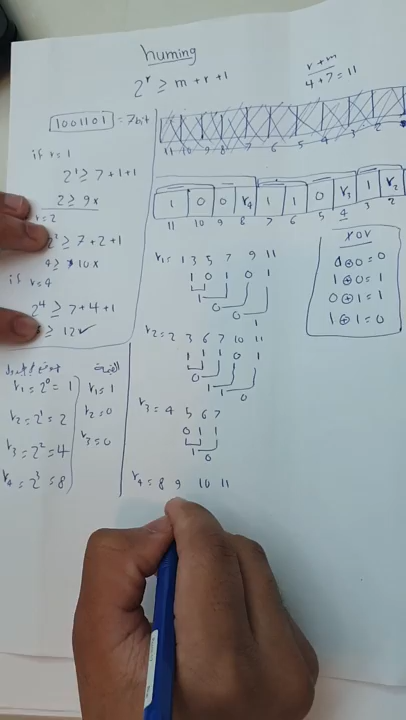 huming
2^r ≥ m + r + 1
r + m
4 + 7 = 11
1001101 = 7bit
if r = 1
2^1 ≥ 7 + 1 + 1
2 ≥ 9 x
r = 2
2^2 ≥ 7 + 2 + 1
4 ≥ 10 x
if r = 4
2^4 ≥ 7 + 4 + 1
≥ 12 ✓
11 10 9 8 7 6 5 4 3 2
1 0 0 r4 1 1 0 r3 1 r2
11 10 9 8 7 6 5 4 3 2
r1 = 1 3 5 7 9 11
1 0 1 0 1
1 1 0
1
r2 = 2 3 6 7 10 11
1 1 1 0 1
0 1 1
0
r3 = 4 5 6 7
0 1 1
1 0
r4 = 8 9 10 11
xor
0 ⊕ 0 = 0
1 ⊕ 0 = 1
0 ⊕ 1 = 1
1 ⊕ 1 = 0
القيمة
r1 = 2^0 = 1
r2 = 2^1 = 2
r3 = 2^2 = 4
r4 = 2^3 = 8
r1 = 1
r2 = 0
r3 = 0